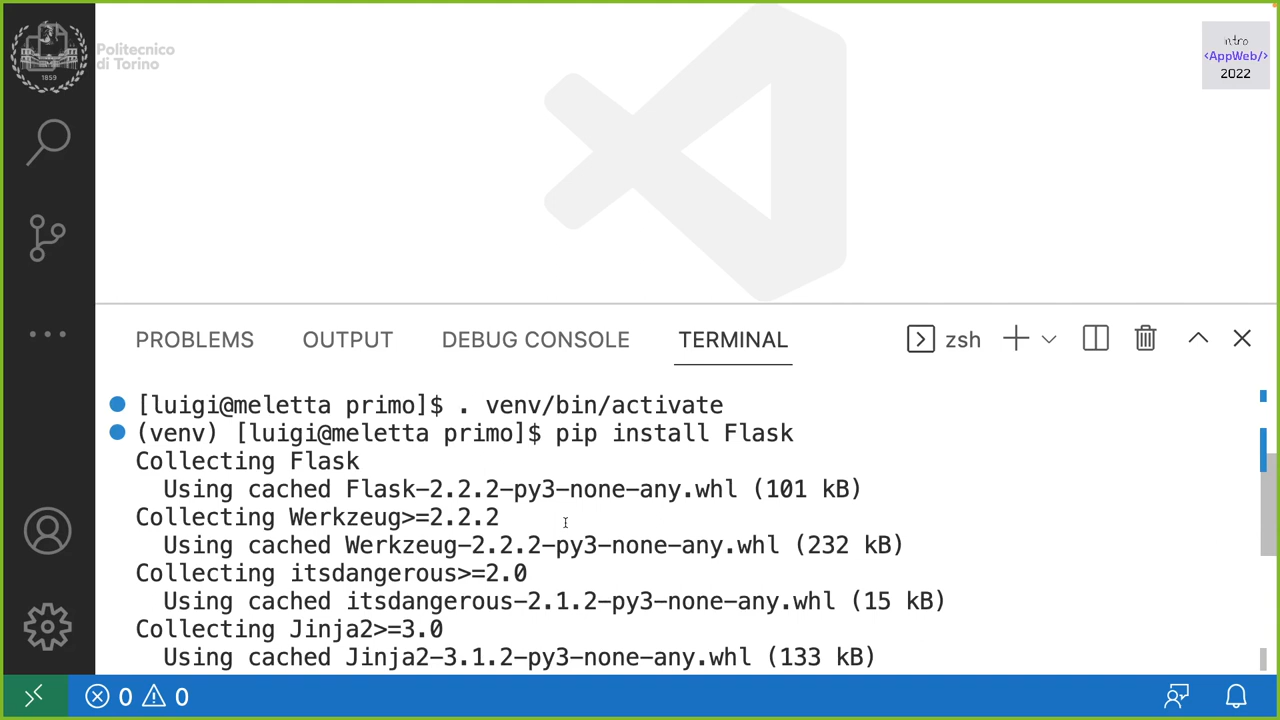 Politecnico
di Torino
1859
intro
<AppWeb/>
2022
PROBLEMS OUTPUT DEBUG CONSOLE TERMINAL zsh
[luigi@meletta primo]$ . venv/bin/activate
(venv) [luigi@meletta primo]$ pip install Flask
Collecting Flask
Using cached Flask-2.2.2-py3-none-any.whl (101 kB)
Collecting Werkzeug>=2.2.2
Using cached Werkzeug-2.2.2-py3-none-any.whl (232 kB)
Collecting itsdangerous>=2.0
Using cached itsdangerous-2.1.2-py3-none-any.whl (15 kB)
Collecting Jinja2>=3.0
Using cached Jinja2-3.1.2-py3-none-any.whl (133 kB)
0 0